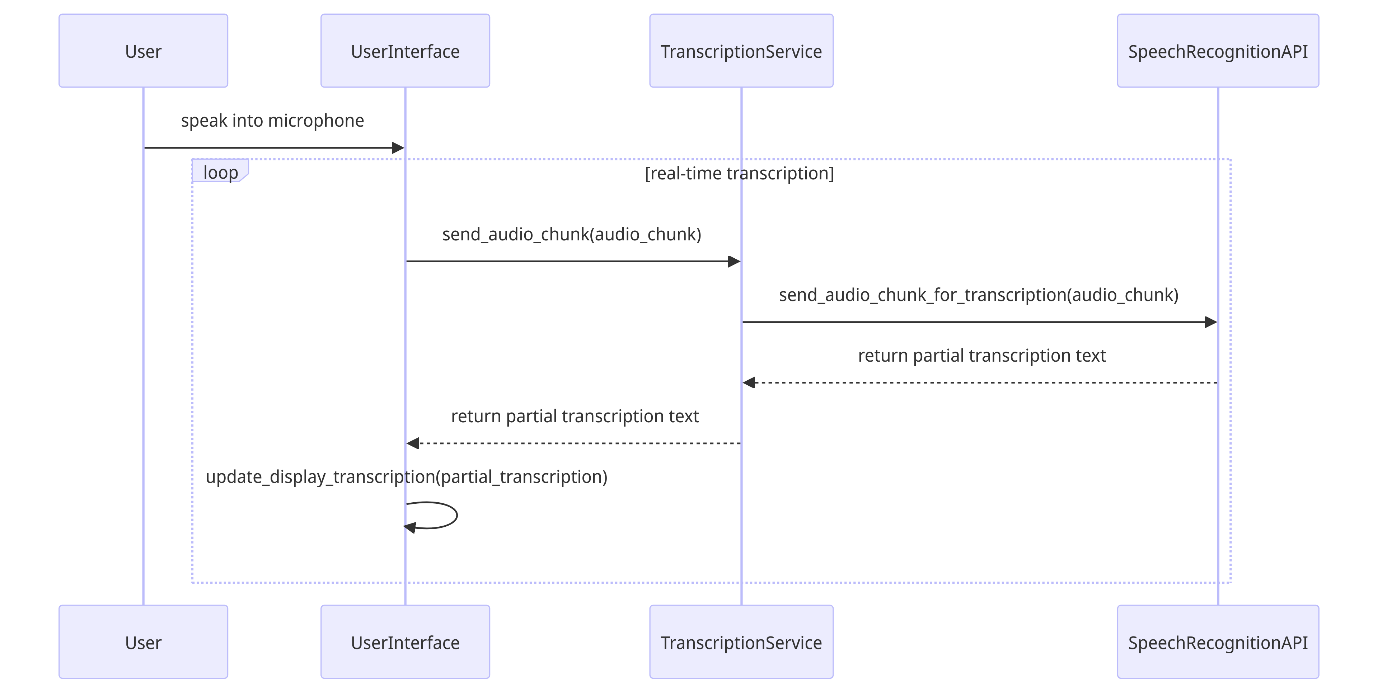 User
UserInterface
TranscriptionService
SpeechRecognitionAPI
speak into microphone
loop
[real-time transcription]
send_audio_chunk(audio_chunk)
send_audio_chunk_for_transcription(audio_chunk)
return partial transcription text
return partial transcription text
update_display_transcription(partial_transcription)
User
UserInterface
TranscriptionService
SpeechRecognitionAPI